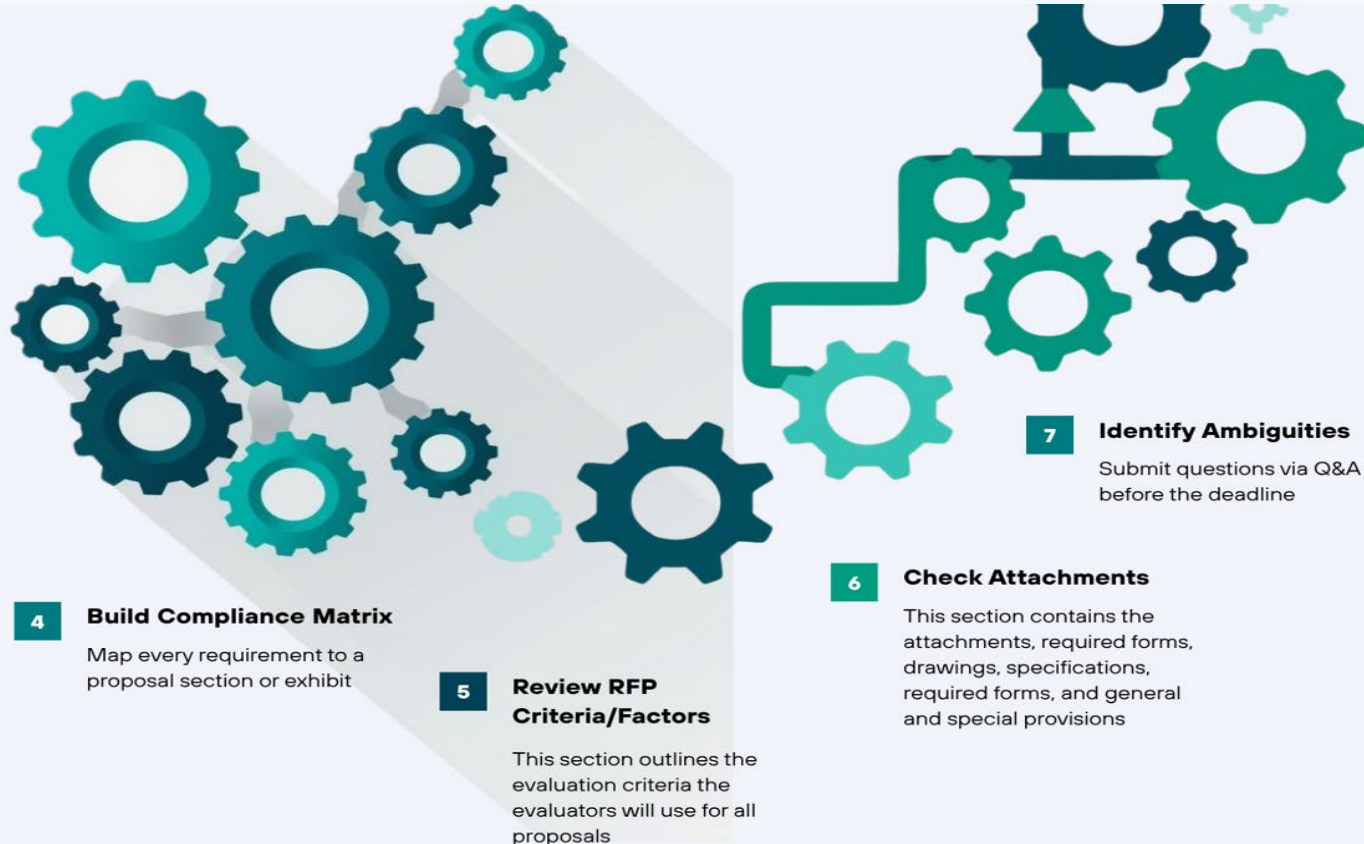 4
Build Compliance Matrix
Map every requirement to a
proposal section or exhibit
5
Review RFP
Criteria/Factors
This section outlines the
evaluation criteria the
evaluators will use for all
proposals
6
Check Attachments
This section contains the
attachments, required forms,
drawings, specifications,
required forms, and general
and special provisions
7
Identify Ambiguities
Submit questions via Q&A
before the deadline